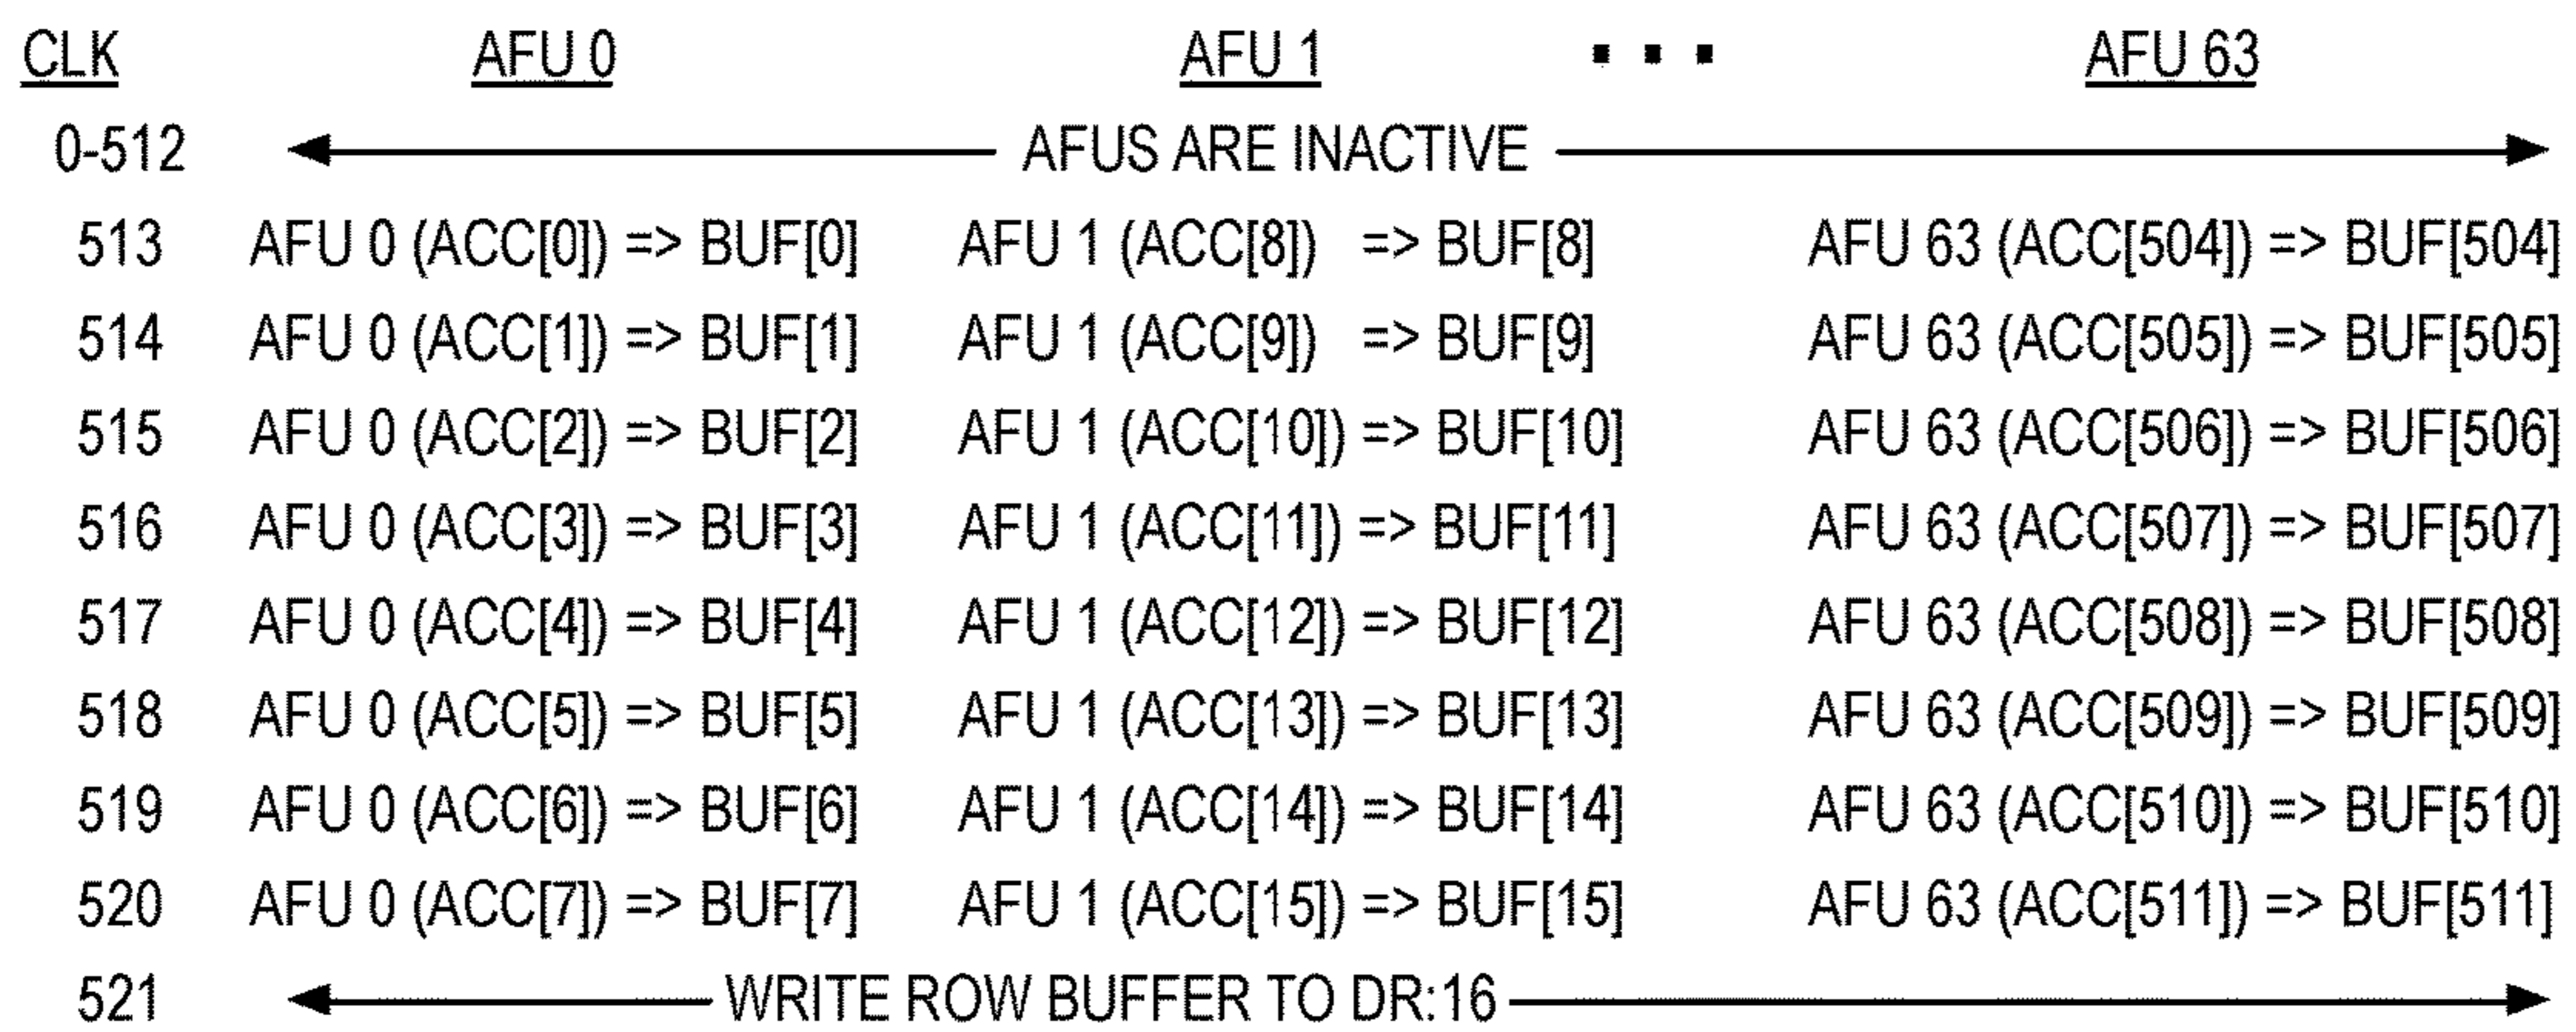 CLK AFU 0 AFU 1 ... AFU 63
0-512 AFUS ARE INACTIVE
513 AFU 0 (ACC[0]) => BUF[0] AFU 1 (ACC[8]) => BUF[8] AFU 63 (ACC[504]) => BUF[504]
514 AFU 0 (ACC[1]) => BUF[1] AFU 1 (ACC[9]) => BUF[9] AFU 63 (ACC[505]) => BUF[505]
515 AFU 0 (ACC[2]) => BUF[2] AFU 1 (ACC[10]) => BUF[10] AFU 63 (ACC[506]) => BUF[506]
516 AFU 0 (ACC[3]) => BUF[3] AFU 1 (ACC[11]) => BUF[11] AFU 63 (ACC[507]) => BUF[507]
517 AFU 0 (ACC[4]) => BUF[4] AFU 1 (ACC[12]) => BUF[12] AFU 63 (ACC[508]) => BUF[508]
518 AFU 0 (ACC[5]) => BUF[5] AFU 1 (ACC[13]) => BUF[13] AFU 63 (ACC[509]) => BUF[509]
519 AFU 0 (ACC[6]) => BUF[6] AFU 1 (ACC[14]) => BUF[14] AFU 63 (ACC[510]) => BUF[510]
520 AFU 0 (ACC[7]) => BUF[7] AFU 1 (ACC[15]) => BUF[15] AFU 63 (ACC[511]) => BUF[511]
521 WRITE ROW BUFFER TO DR:16